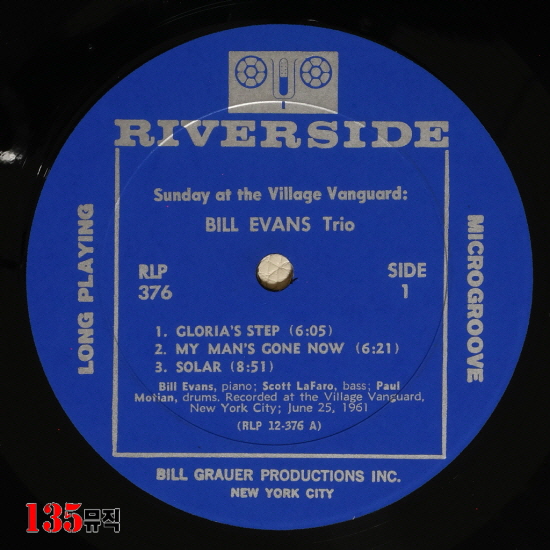 RIVERSIDE
Sunday at the Village Vanguard:
BILL EVANS Trio
LONG PLAYING
MICROGROOVE
RLP
376
SIDE
1
1. GLORIA'S STEP (6:05)
2. MY MAN'S GONE NOW (6:21)
3. SOLAR (8:51)
Bill Evans, piano; Scott LaFaro, bass; Paul
Motian, drums. Recorded at the Village Vanguard,
New York City; June 25, 1961
(RLP 12-376 A)
BILL GRAUER PRODUCTIONS INC.
NEW YORK CITY
135뮤직